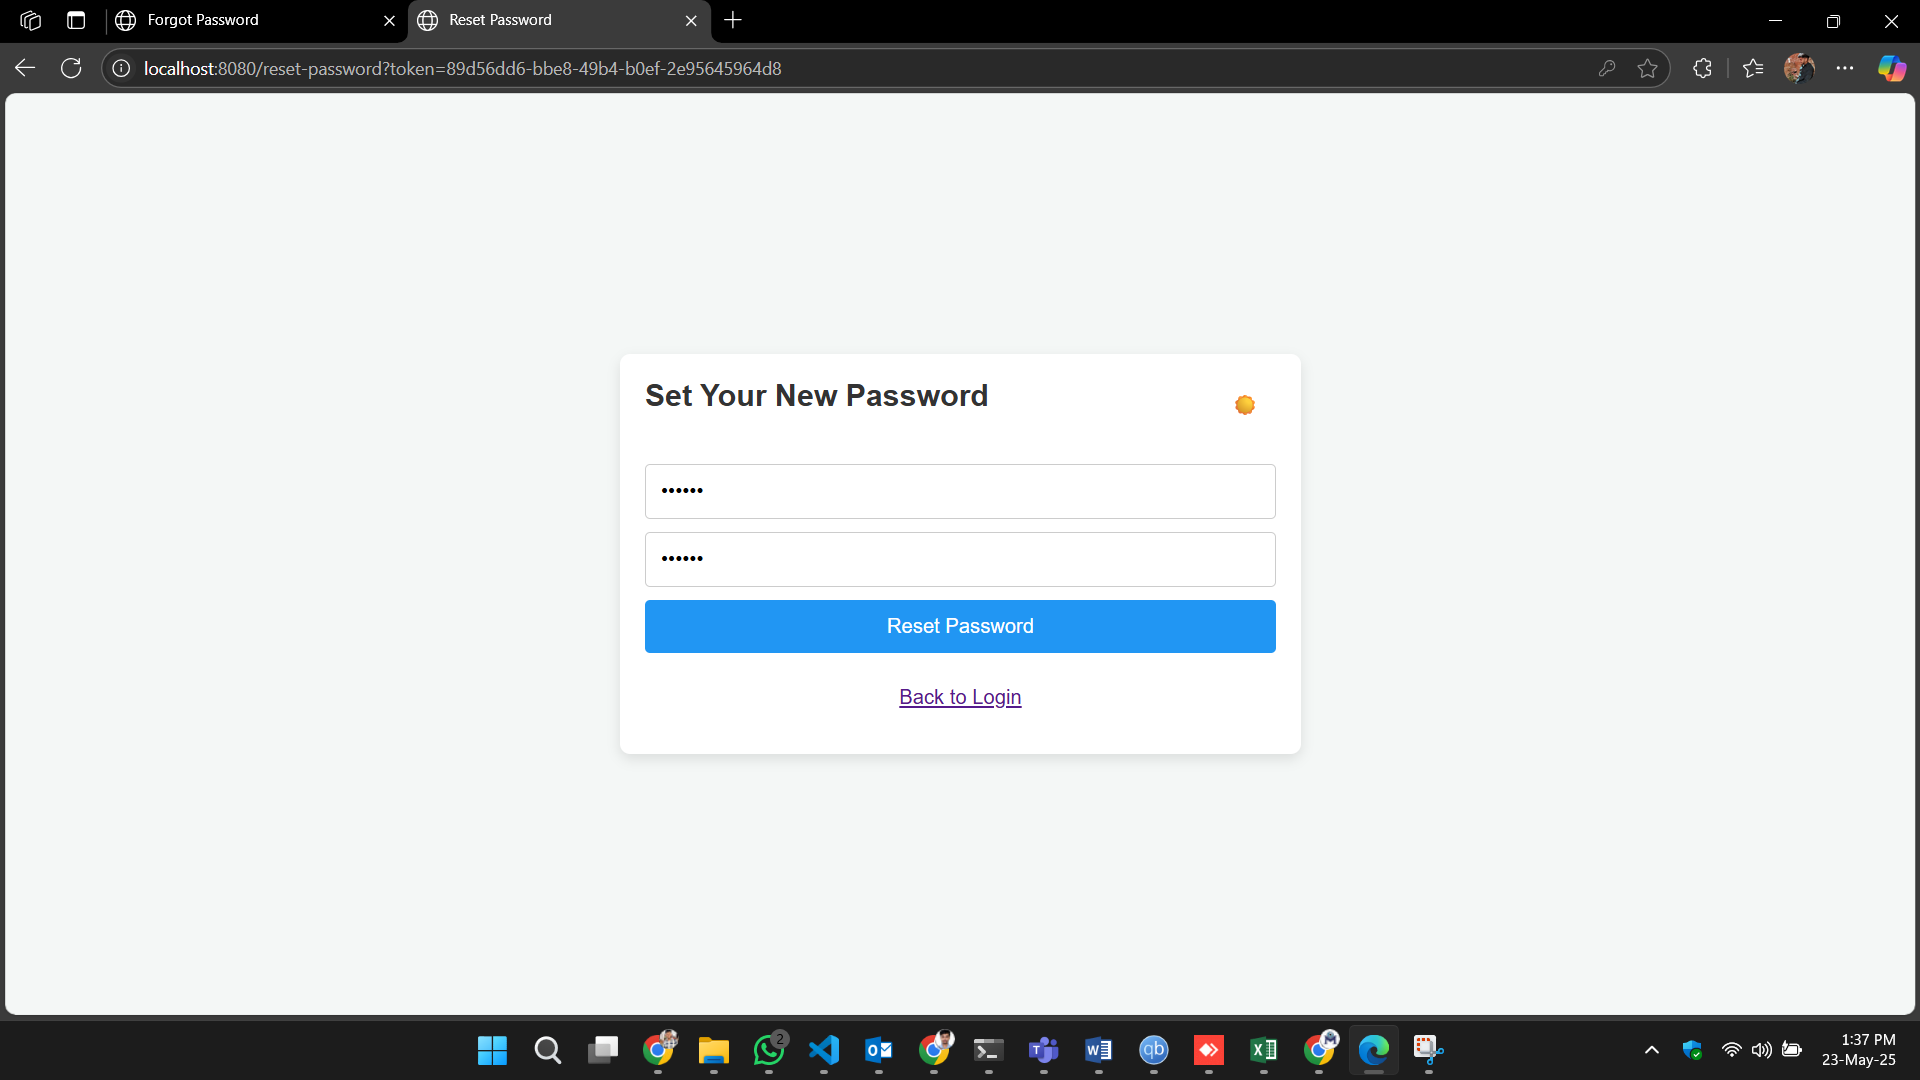 Forgot Password
Reset Password
localhost:8080/reset-password?token=89d56dd6-bbe8-49b4-b0ef-2e95645964d8
Set Your New Password
••••••
••••••
Reset Password
Back to Login
2
qb
1:37 PM
23-May-25